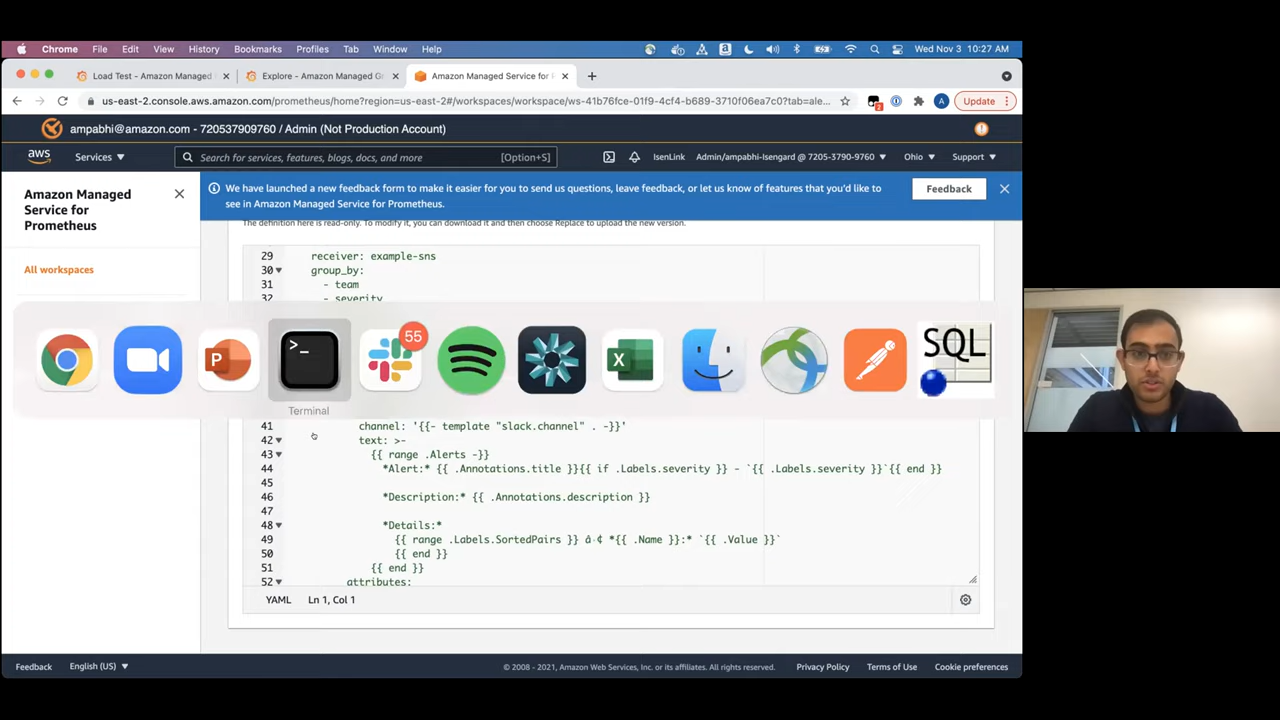 Chrome File Edit View History Bookmarks Profiles Tab Window Help Wed Nov 3 10:27 AM
Load Test - Amazon Managed
Explore - Amazon Managed Gr
Amazon Managed Service for
us-east-2.console.aws.amazon.com/prometheus/home?region=us-east-2#/workspaces/workspace/ws-41b76fce-01f9-4cf4-b689-3710f06ea7c0?tab=ale...
A
Update
2
ampabhi@amazon.com - 720537909760 / Admin (Not Production Account)
aws
Services
Search for services, features, blogs, docs, and more
[Option+S]
IsenLink
Admin/ampabhi-Isengard @ 7205-3790-9760
Ohio
Support
Amazon Managed
Service for
Prometheus
All workspaces
We have launched a new feedback form to make it easier for you to send us questions, leave feedback, or let us know of features that you'd like to
see in Amazon Managed Service for Prometheus.
Feedback
The definition here is read-only. To modify it, you can download it and then choose Replace to upload the new version.
29 receiver: example-sns
30 group_by:
31 - team
32 - severity
P
>_
55
X
SQL
Terminal
41 channel: '{{- template "slack.channel" . -}}'
42 text: >-
43 {{ range .Alerts -}}
44 *Alert:* {{ .Annotations.title }}{{ if .Labels.severity }} - `{{ .Labels.severity }}`{{ end }}
45
46 *Description:* {{ .Annotations.description }}
47
48 *Details:*
49 {{ range .Labels.SortedPairs }} â·¢ *{{ .Name }}:* `{{ .Value }}`
50 {{ end }}
51 {{ end }}
52 attributes:
YAML Ln 1, Col 1
Feedback English (US) © 2008 - 2021, Amazon Web Services, Inc. or its affiliates. All rights reserved. Privacy Policy Terms of Use Cookie preferences